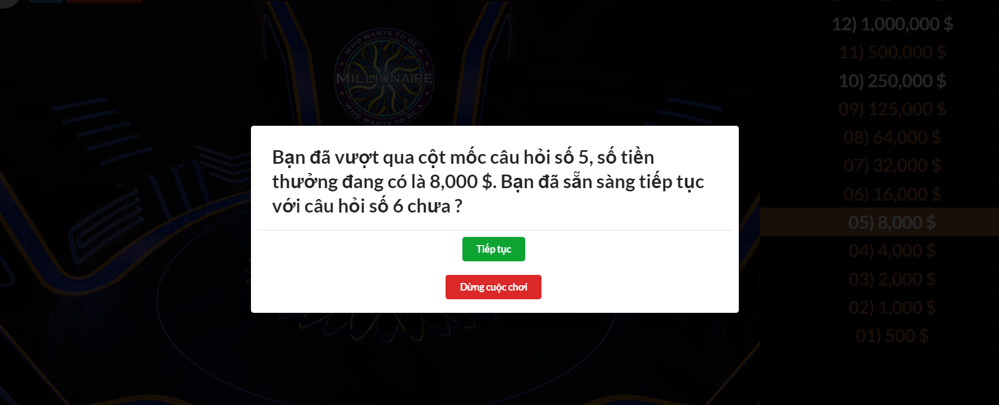 WHO WANTS TO BE A
MILLIONAIRE
WHO WANTS TO BE A
Bạn đã vượt qua cột mốc câu hỏi số 5, số tiền
thưởng đang có là 8,000 $. Bạn đã sẵn sàng tiếp tục
với câu hỏi số 6 chưa ?
Tiếp tục
Dừng cuộc chơi
12) 1,000,000 $
11) 500,000 $
10) 250,000 $
09) 125,000 $
08) 64,000 $
07) 32,000 $
06) 16,000 $
05) 8,000 $
04) 4,000 $
03) 2,000 $
02) 1,000 $
01) 500 $